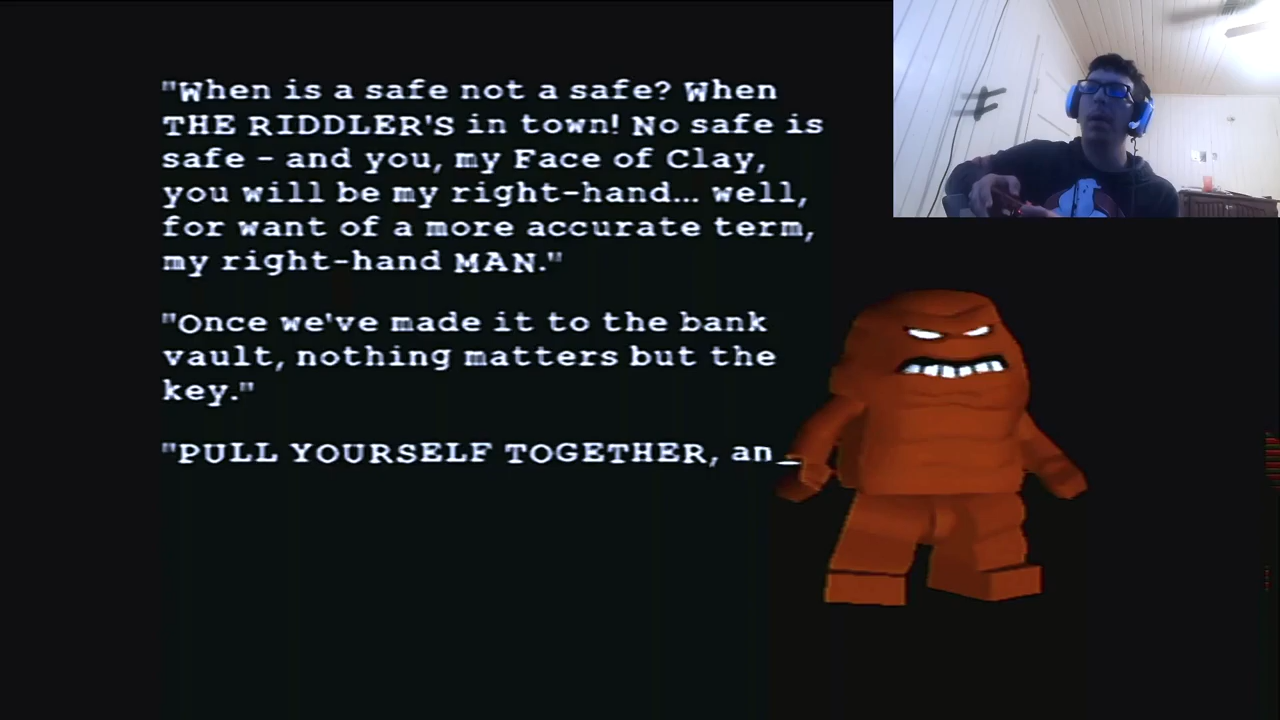 "When is a safe not a safe? When
THE RIDDLER'S in town! No safe is
safe - and you, my Face of Clay,
you will be my right-hand... well,
for want of a more accurate term,
my right-hand MAN."
"Once we've made it to the bank
vault, nothing matters but the
key."
"PULL YOURSELF TOGETHER, an_